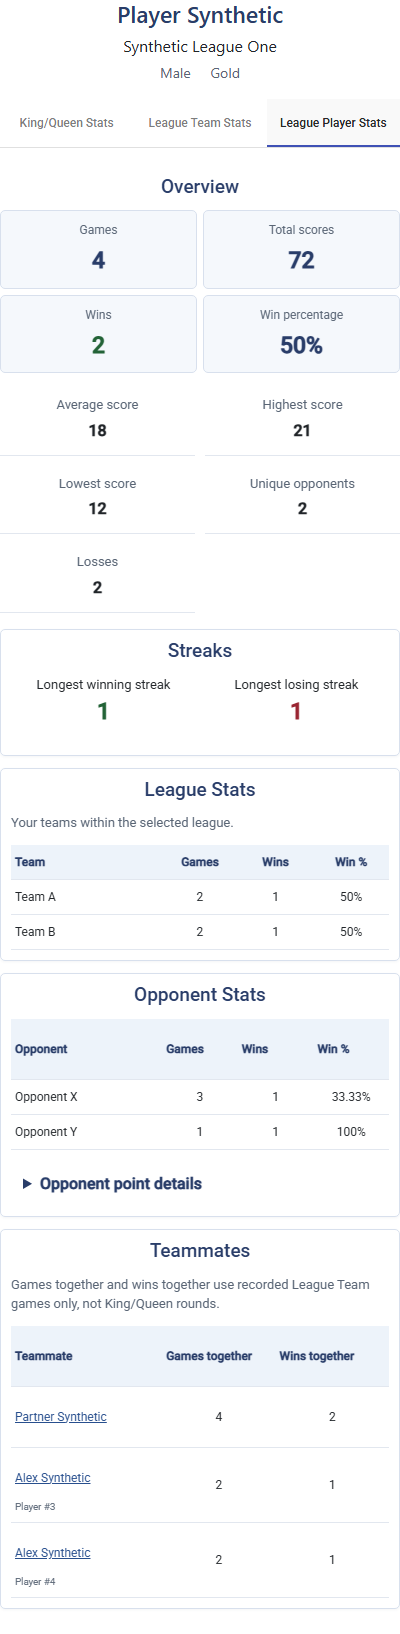 Player Synthetic
Synthetic League One
Male Gold
King/Queen Stats League Team Stats League Player Stats
Overview
Games Total scores
4 72
Wins Win percentage
2 50%
Average score Highest score
18 21
Lowest score Unique opponents
12 2
Losses
2
Streaks
Longest winning streak Longest losing streak
1 1
League Stats
Your teams within the selected league.
Team Games Wins Win %
Team A 2 1 50%
Team B 2 1 50%
Opponent Stats
Opponent Games Wins Win %
Opponent X 3 1 33.33%
Opponent Y 1 1 100%
Opponent point details
Teammates
Games together and wins together use recorded League Team
games only, not King/Queen rounds.
Teammate Games together Wins together
Partner Synthetic 4 2
Alex Synthetic 2 1
Player #3
Alex Synthetic 2 1
Player #4